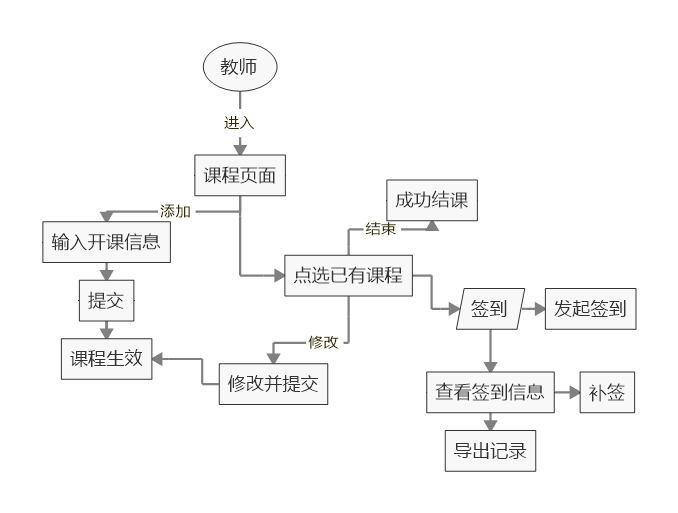 教师
进入
课程页面
添加
成功结课
结束
输入开课信息
点选已有课程
提交
签到
发起签到
修改
课程生效
修改并提交
查看签到信息
补签
导出记录